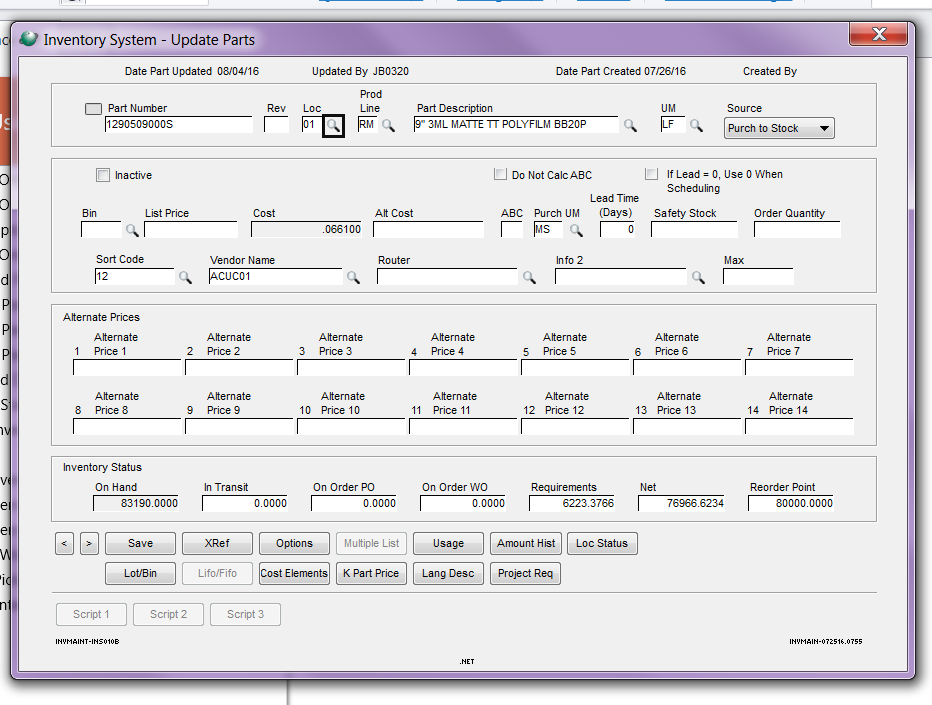 Inventory System - Update Parts
Date Part Updated 08/04/16 Updated By JB0320 Date Part Created 07/26/16 Created By
Part Number Rev Loc Prod Line Part Description UM Source
1290509000S 01 RM 9" 3ML MATTE TT POLYFILM BB20P LF Purch to Stock
Inactive Do Not Calc ABC If Lead = 0, Use 0 When
Scheduling
Bin List Price Cost Alt Cost ABC Purch UM Lead Time (Days) Safety Stock Order Quantity
.066100 MS 0
Sort Code Vendor Name Router Info 2 Max
12 ACUC01
Alternate Prices
1 Alternate Price 1 2 Alternate Price 2 3 Alternate Price 3 4 Alternate Price 4 5 Alternate Price 5 6 Alternate Price 6 7 Alternate Price 7
8 Alternate Price 8 9 Alternate Price 9 10 Alternate Price 10 11 Alternate Price 11 12 Alternate Price 12 13 Alternate Price 13 14 Alternate Price 14
Inventory Status
On Hand In Transit On Order PO On Order WO Requirements Net Reorder Point
83190.0000 0.0000 0.0000 0.0000 6223.3766 76966.6234 80000.0000
< > Save XRef Options Multiple List Usage Amount Hist Loc Status
Lot/Bin Lifo/Fifo Cost Elements K Part Price Lang Desc Project Req
Script 1 Script 2 Script 3
INVMAINT-INS010B INVMAIN-072516.0755
.NET